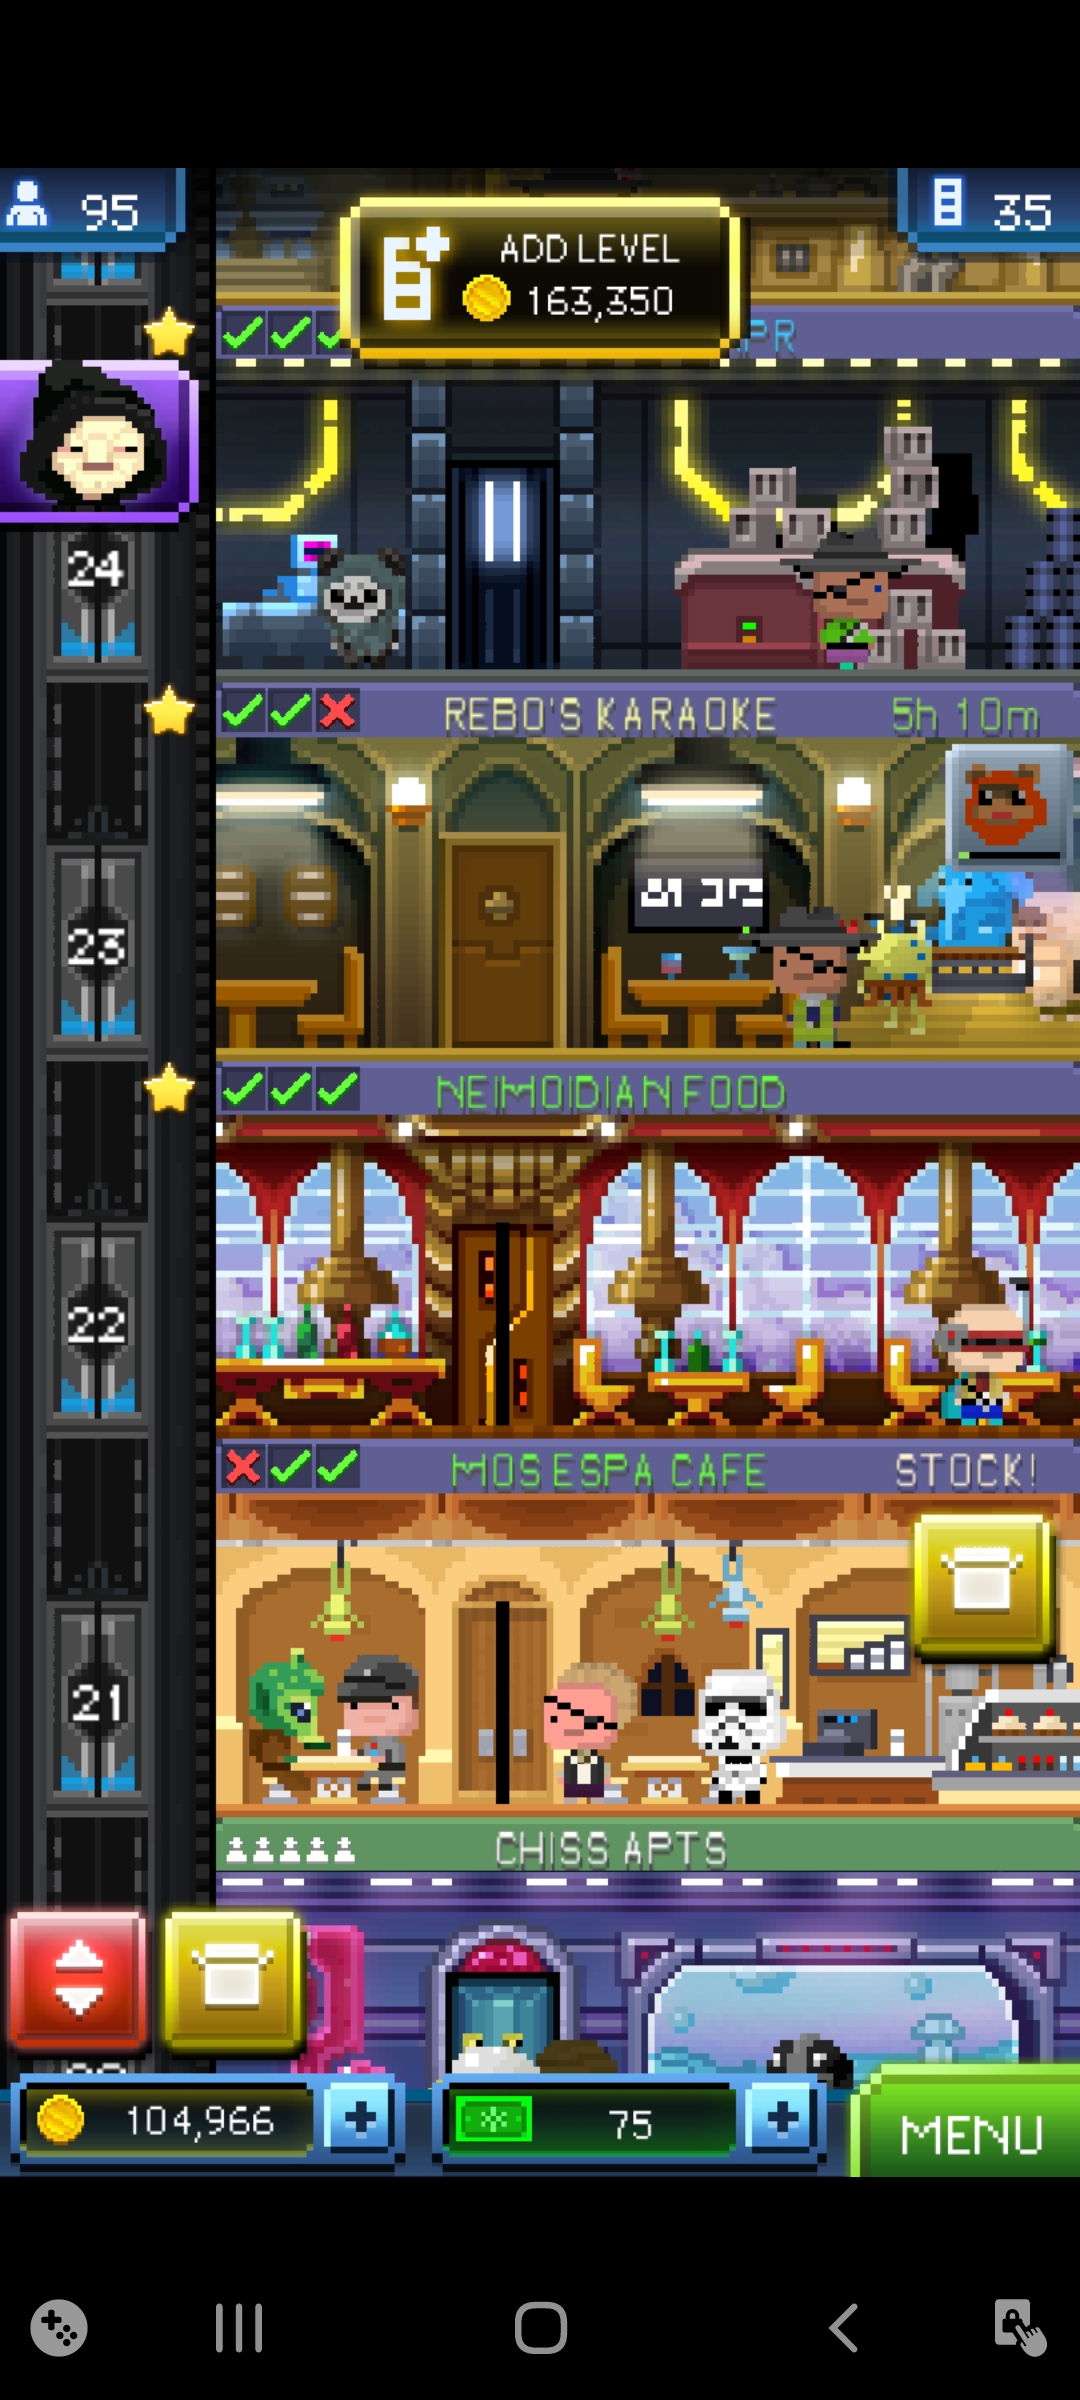 95
ADD LEVEL
163,350
35
PR
24
REBO'S KARAOKE
5h 10m
23
NEIMOIDIAN FOOD
22
MOS ESPA CAFE
STOCK!
21
CHISS APTS
104,966
75
MENU